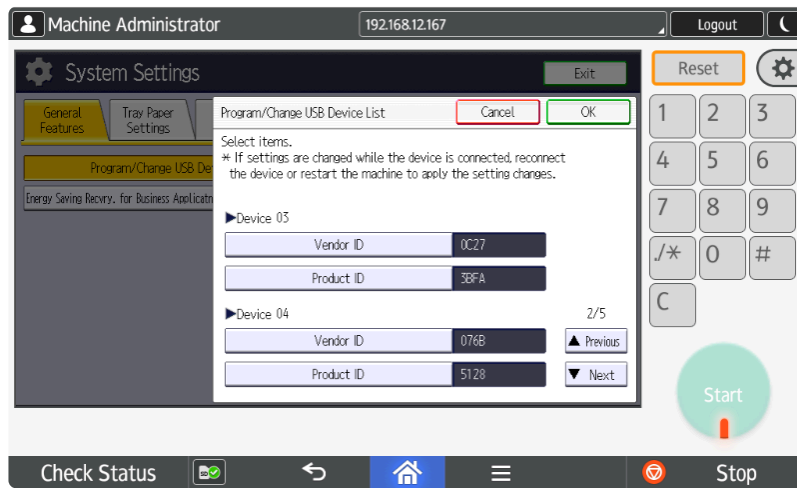 Machine Administrator
192.168.12.167
Logout
System Settings
Exit
Reset
General
Features
Tray Paper
Settings
Program/Change USB De
Energy Saving Recvry. for Business Applicatn
Program/Change USB Device List
Cancel
OK
Select items.
* If settings are changed while the device is connected, reconnect
the device or restart the machine to apply the setting changes.
▶Device 03
Vendor ID
0C27
Product ID
3BFA
▶Device 04
2/5
Vendor ID
076B
▲ Previous
Product ID
5128
▼ Next
1
2
3
4
5
6
7
8
9
./*
0
#
C
Start
Check Status
SD
Stop